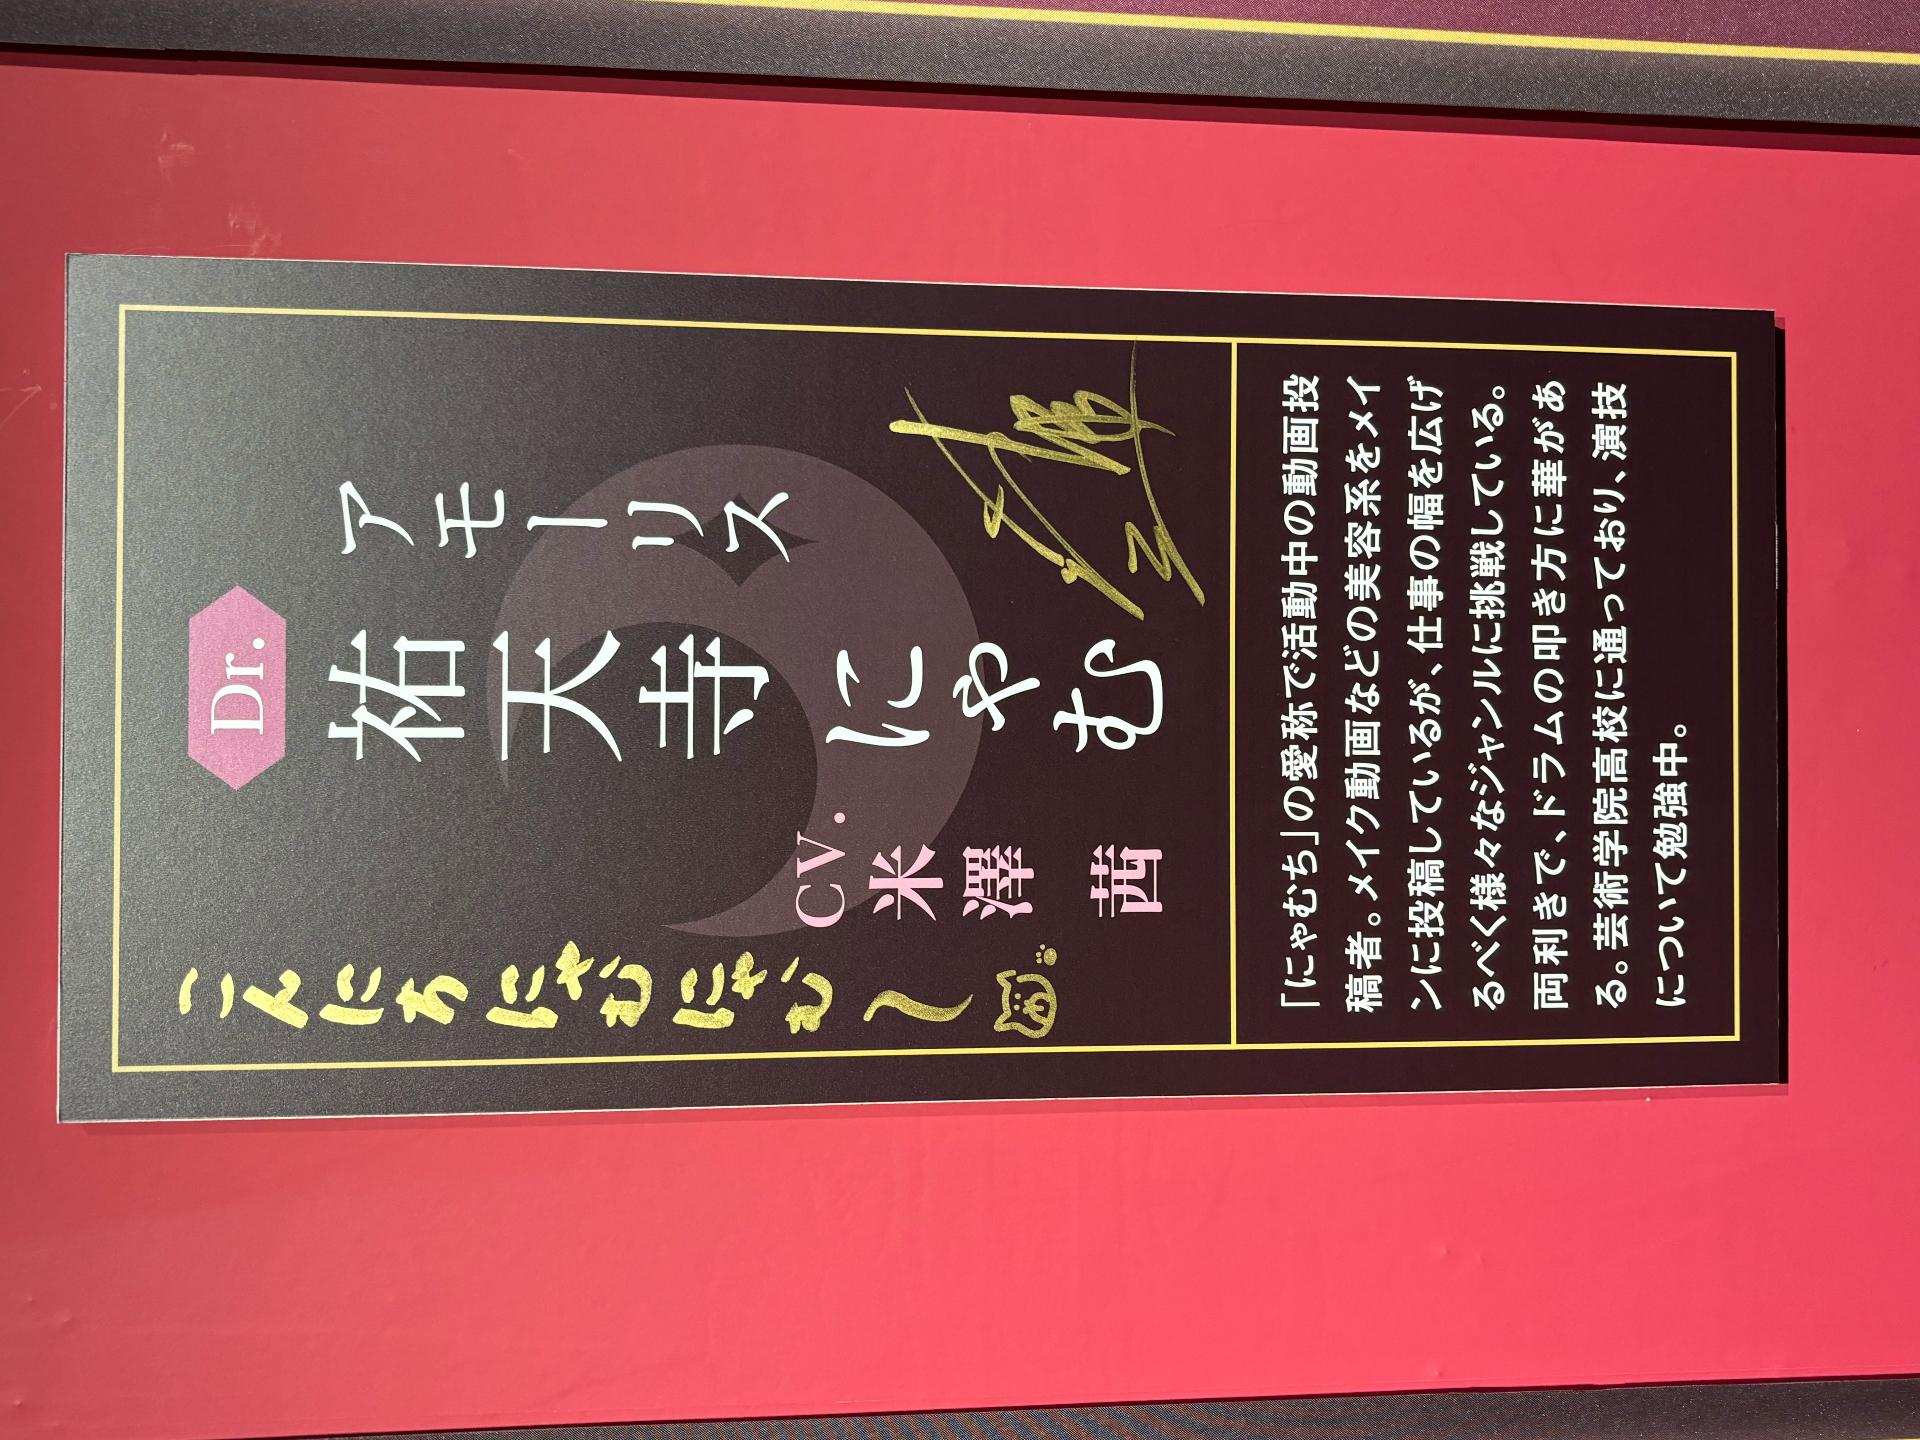 Dr.
アモーリス
祐天寺にゃむ
CV.米澤 茜
こんにちにゃむにゃむ〜
「にゃむち」の愛称で活動中の動画投
稿者。メイク動画などの美容系をメイ
ンに投稿しているが、仕事の幅を広げ
るべく様々なジャンルに挑戦している。
両利きで、ドラムの叩き方に華があ
る。芸術学院高校に通っており、演技
について勉強中。